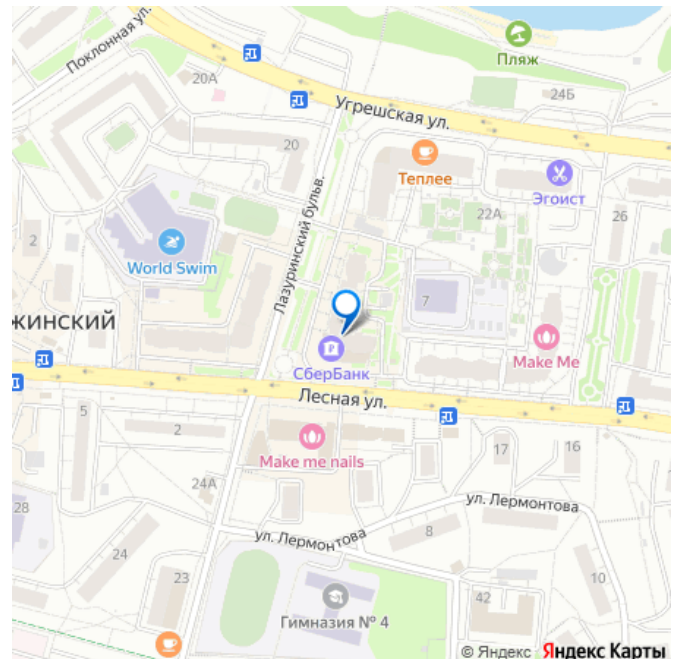 Поклонная ул.
Пляж
20А
24Б
Угрешская ул.
20
Теплее
Эгоист
Лазуринский бульв.
22А
26
2
World Swim
7
жинский
СберБанк
Make Me
Лесная ул.
5
2
Make me nails
17
16
24А
28
ул. Лермонтова
ул. Лермонтова
8
24
23
10
42
Гимназия № 4
© Яндекс Яндекс Карты